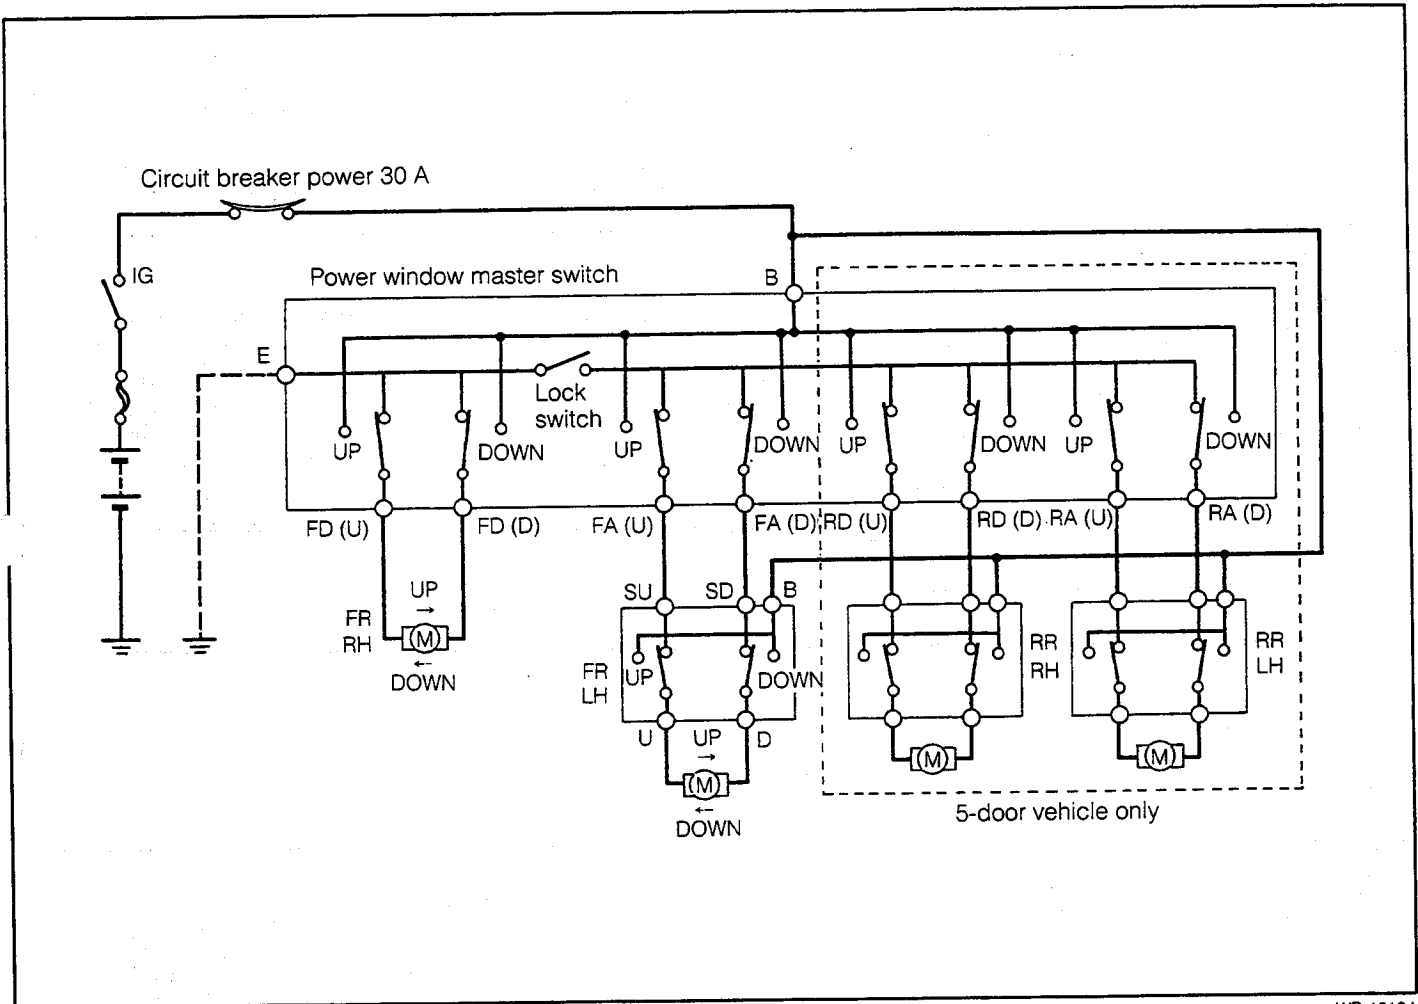 Circuit breaker power 30 A
IG
Power window master switch
B
E
Lock
switch
UP
DOWN
UP
DOWN
UP
DOWN
UP
DOWN
FD (U)
FD (D)
FA (U)
FA (D)
RD (U)
RD (D)
RA (U)
RA (D)
UP
→
FR
RH
M
←
DOWN
SU
SD
B
FR
LH
UP
DOWN
U
UP
D
→
M
←
DOWN
RR
RH
M
RR
LH
M
5-door vehicle only